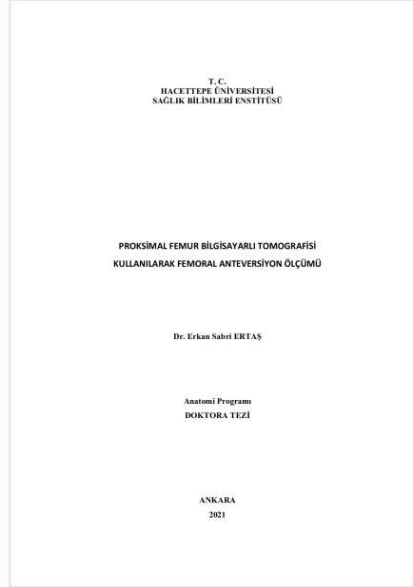 T. C.
HACETTEPE ÜNİVERSİTESİ
SAĞLIK BİLİMLERİ ENSTİTÜSÜ
PROKSİMAL FEMUR BİLGİSAYARLI TOMOGRAFİSİ
KULLANILARAK FEMORAL ANTEVERSİYON ÖLÇÜMÜ
Dr. Erkan Sabri ERTAŞ
Anatomi Programı
DOKTORA TEZİ
ANKARA
2021